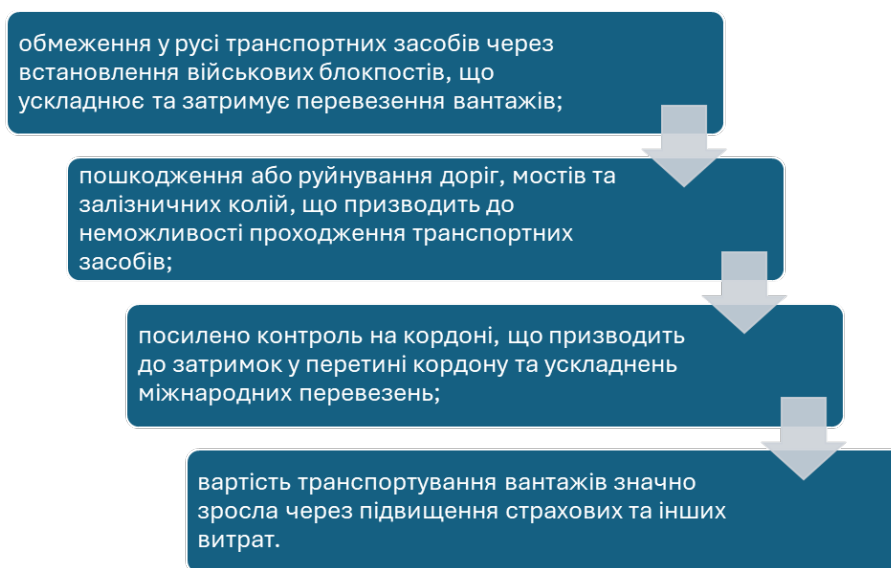 обмеження у русі транспортних засобів через
встановлення військових блокпостів, що
ускладнює та затримує перевезення вантажів;
пошкодження або руйнування доріг, мостів та
залізничних колій, що призводить до
неможливості проходження транспортних
засобів;
посилено контроль на кордоні, що призводить
до затримок у перетині кордону та ускладнень
міжнародних перевезень;
вартість транспортування вантажів значно
зросла через підвищення страхових та інших
витрат.